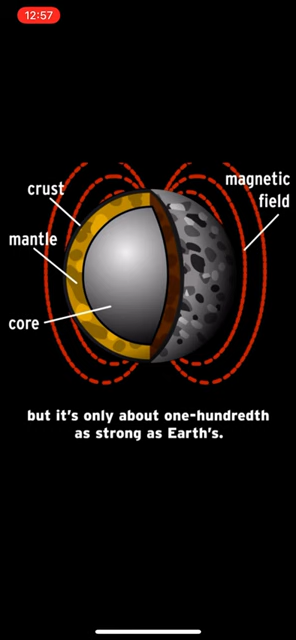 12:57
crust
magnetic
field
mantle
core
but it's only about one-hundredth
as strong as Earth's.